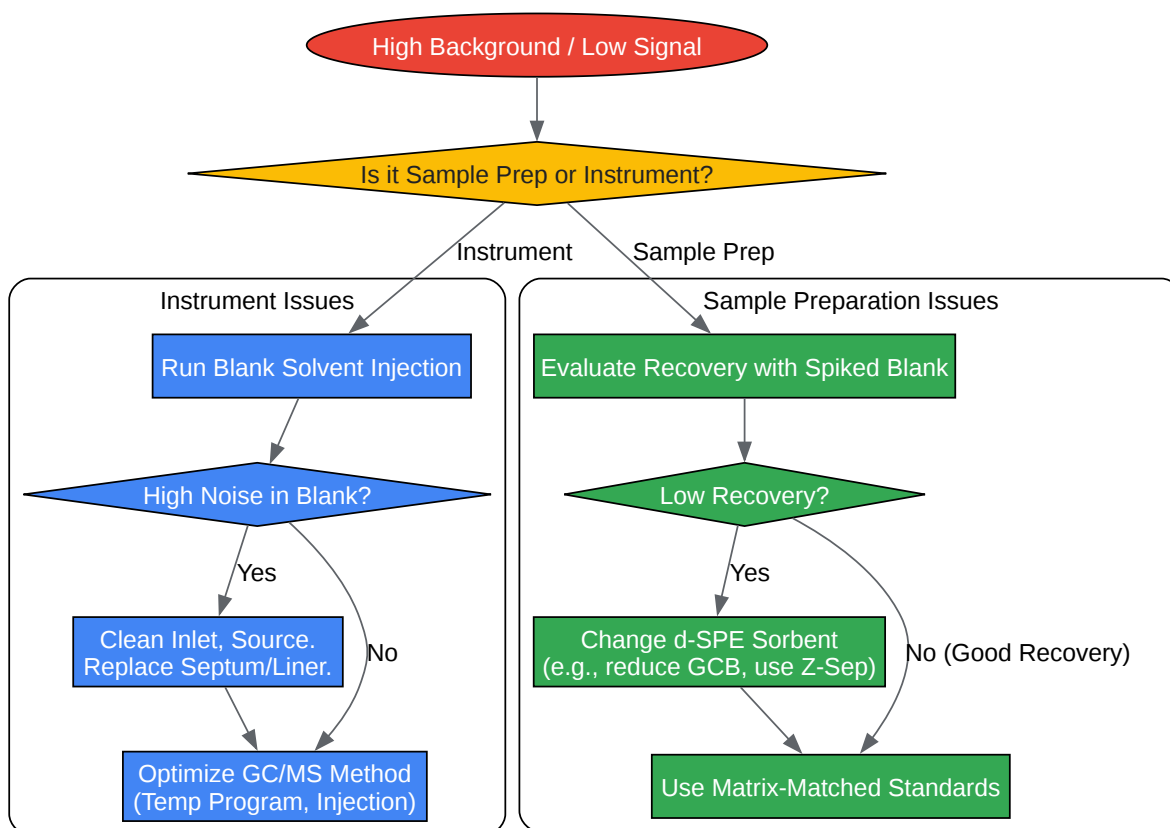 High Background / Low Signal
Is it Sample Prep or Instrument?
Instrument
Sample Prep
Instrument Issues
Run Blank Solvent Injection
High Noise in Blank?
Yes
Clean Inlet, Source.
Replace Septum/Liner.
No
Optimize GC/MS Method
(Temp Program, Injection)
Sample Preparation Issues
Evaluate Recovery with Spiked Blank
Low Recovery?
Yes
Change d-SPE Sorbent
(e.g., reduce GCB, use Z-Sep)
No (Good Recovery)
Use Matrix-Matched Standards